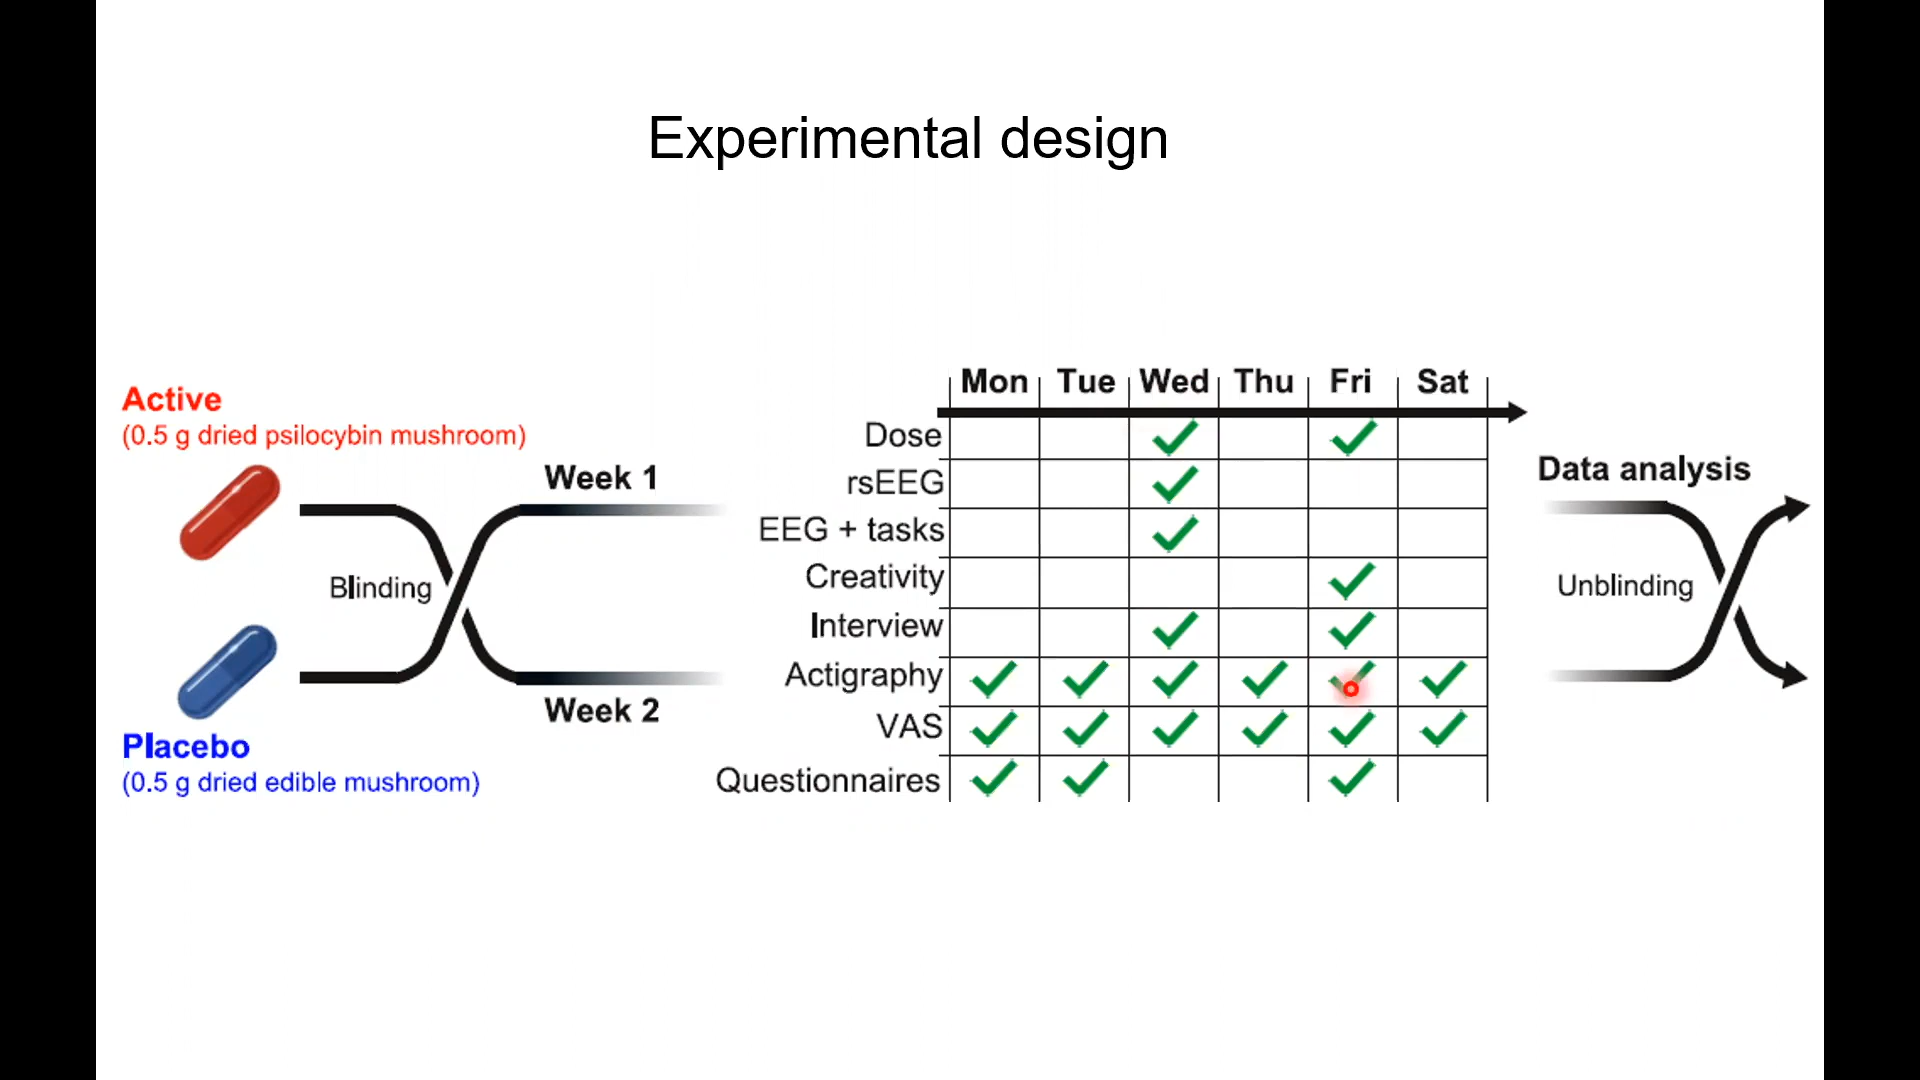 Experimental design
Active
(0.5 g dried psilocybin mushroom)
Blinding
Placebo
(0.5 g dried edible mushroom)
Week 1
Week 2
Mon Tue Wed Thu Fri Sat
Dose
rsEEG
EEG + tasks
Creativity
Interview
Actigraphy
VAS
Questionnaires
Data analysis
Unblinding